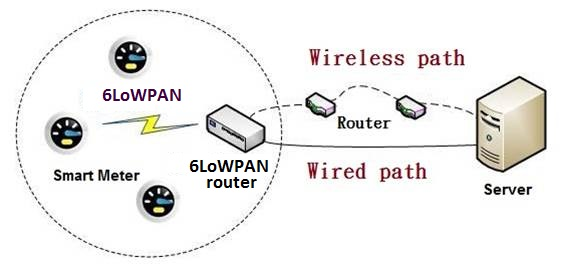 6LoWPAN
Wireless path
Router
6LoWPAN
router
Smart Meter
Wired path
Server